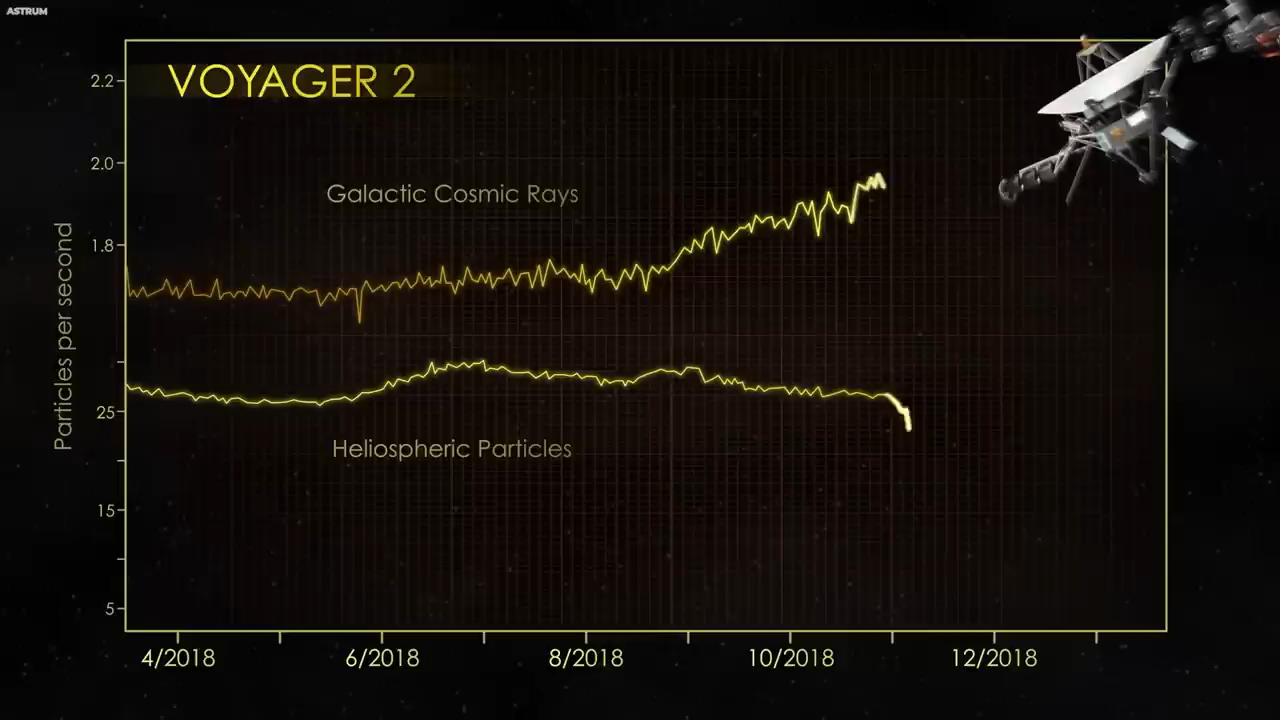 ASTRUM
VOYAGER 2
2.2
2.0
1.8
25
15
5
Particles per second
Galactic Cosmic Rays
Heliospheric Particles
4/2018
6/2018
8/2018
10/2018
12/2018